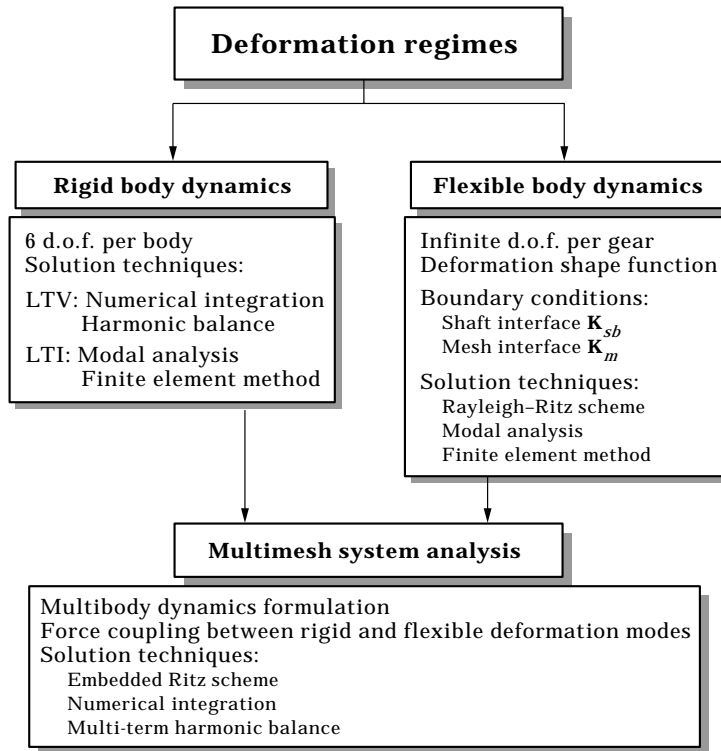 Deformation regimes
Rigid body dynamics
6 d.o.f. per body
Solution techniques:
LTV: Numerical integration
Harmonic balance
LTI: Modal analysis
Finite element method
Flexible body dynamics
Infinite d.o.f. per gear
Deformation shape function
Boundary conditions:
Shaft interface K_sb
Mesh interface K_m
Solution techniques:
Rayleigh–Ritz scheme
Modal analysis
Finite element method
Multimesh system analysis
Multibody dynamics formulation
Force coupling between rigid and flexible deformation modes
Solution techniques:
Embedded Ritz scheme
Numerical integration
Multi-term harmonic balance